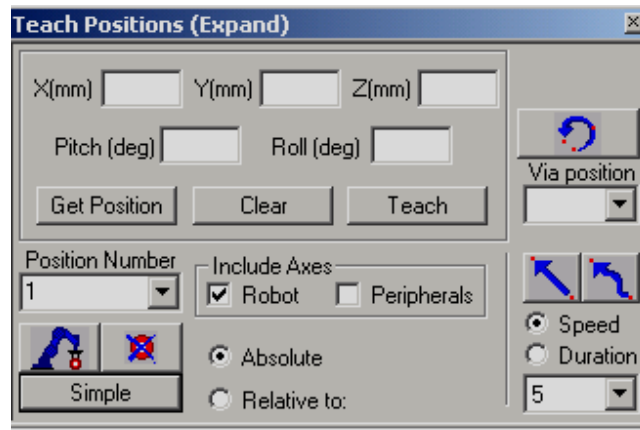 Teach Positions (Expand)
X(mm) Y(mm) Z(mm)
Pitch (deg) Roll (deg)
Get Position Clear Teach
Via position
Position Number
1
Include Axes
Robot Peripherals
Speed
Duration
5
Simple
Absolute
Relative to: